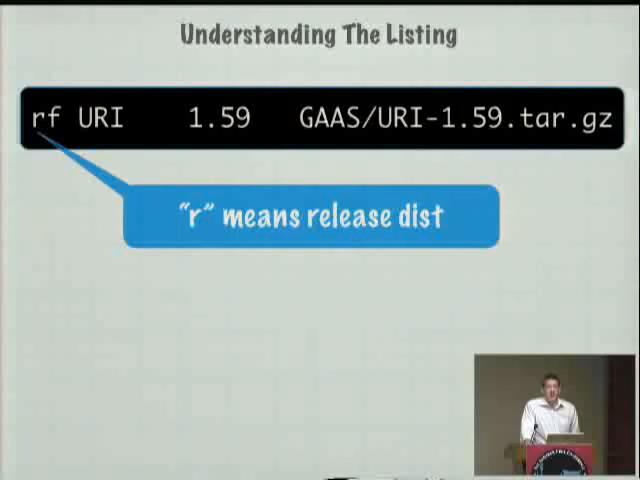 Understanding The Listing
rf URI 1.59 GAAS/URI-1.59.tar.gz
“r” means release dist